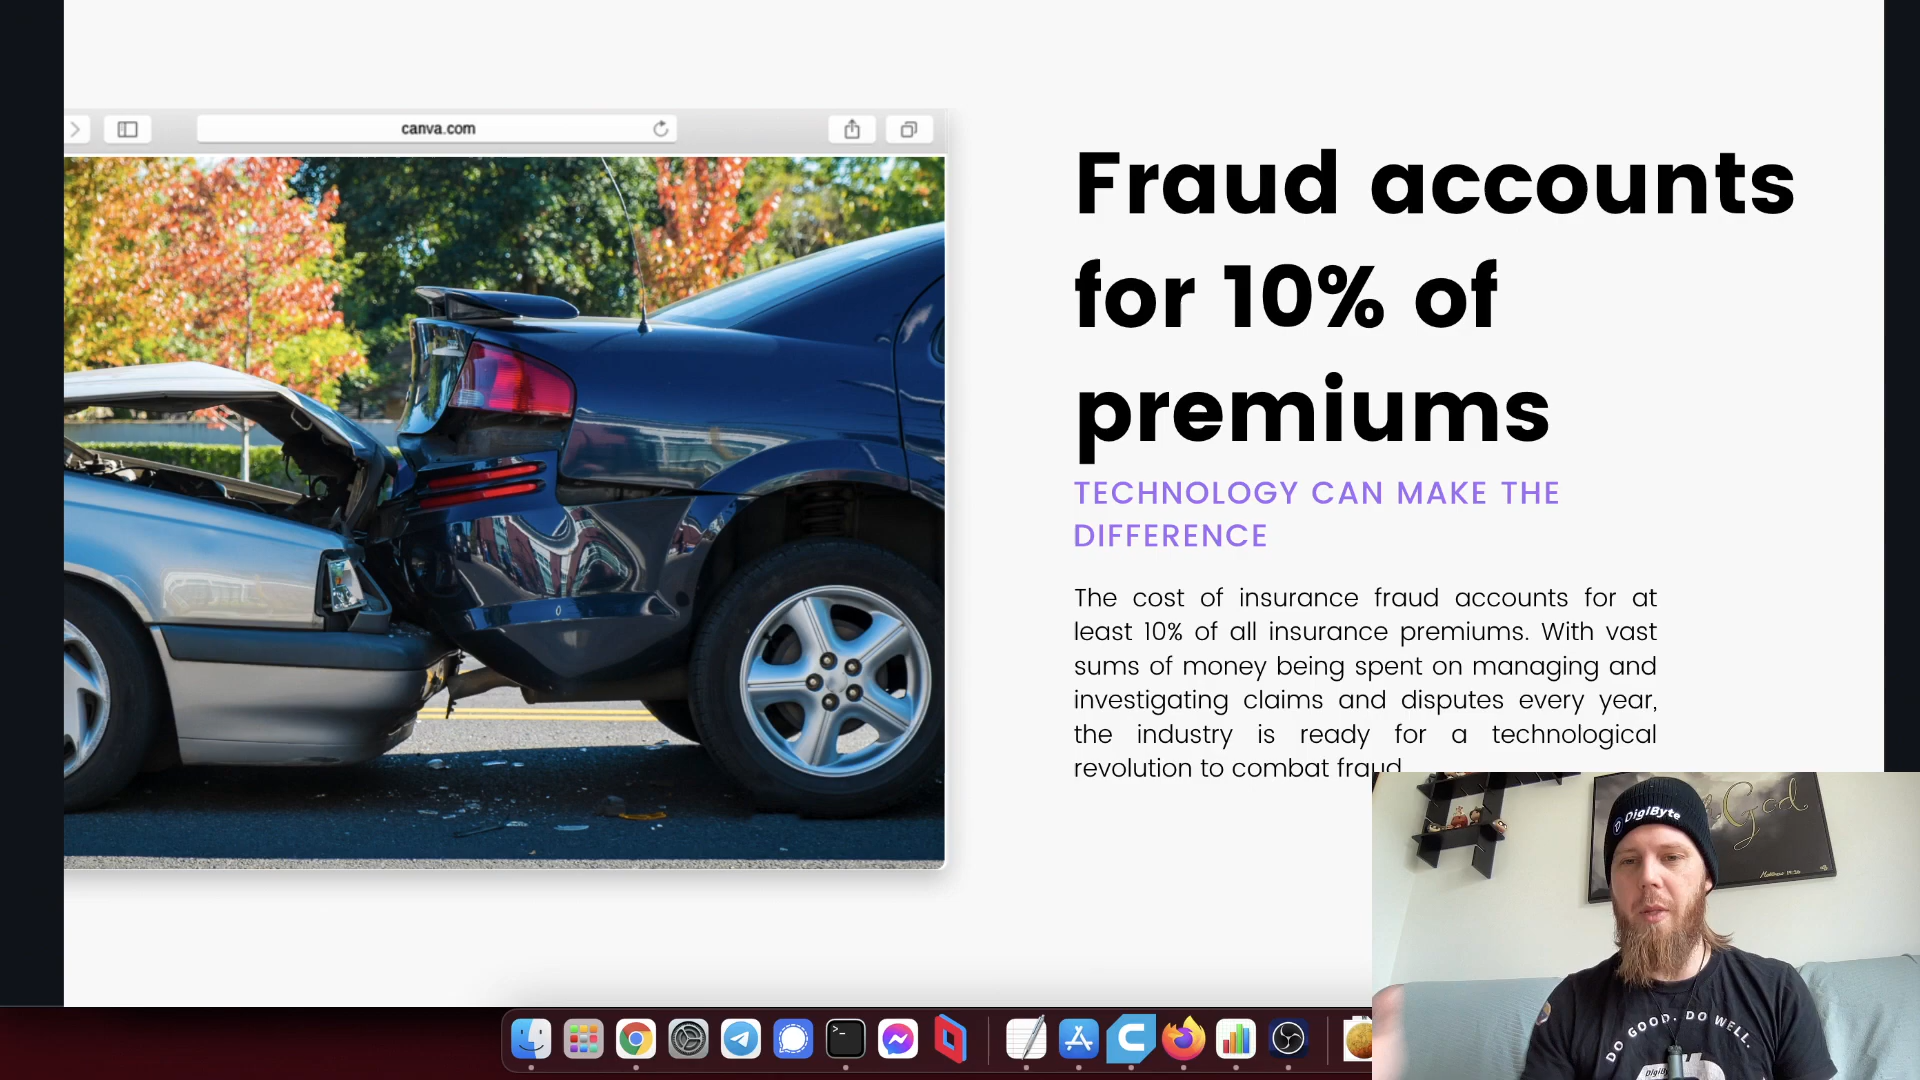 canva.com
Fraud accounts
for 10% of
premiums
TECHNOLOGY CAN MAKE THE
DIFFERENCE
The cost of insurance fraud accounts for at
least 10% of all insurance premiums. With vast
sums of money being spent on managing and
investigating claims and disputes every year,
the industry is ready for a technological
revolution to combat fraud
God
DigiByte
DO GOOD. DO WELL.